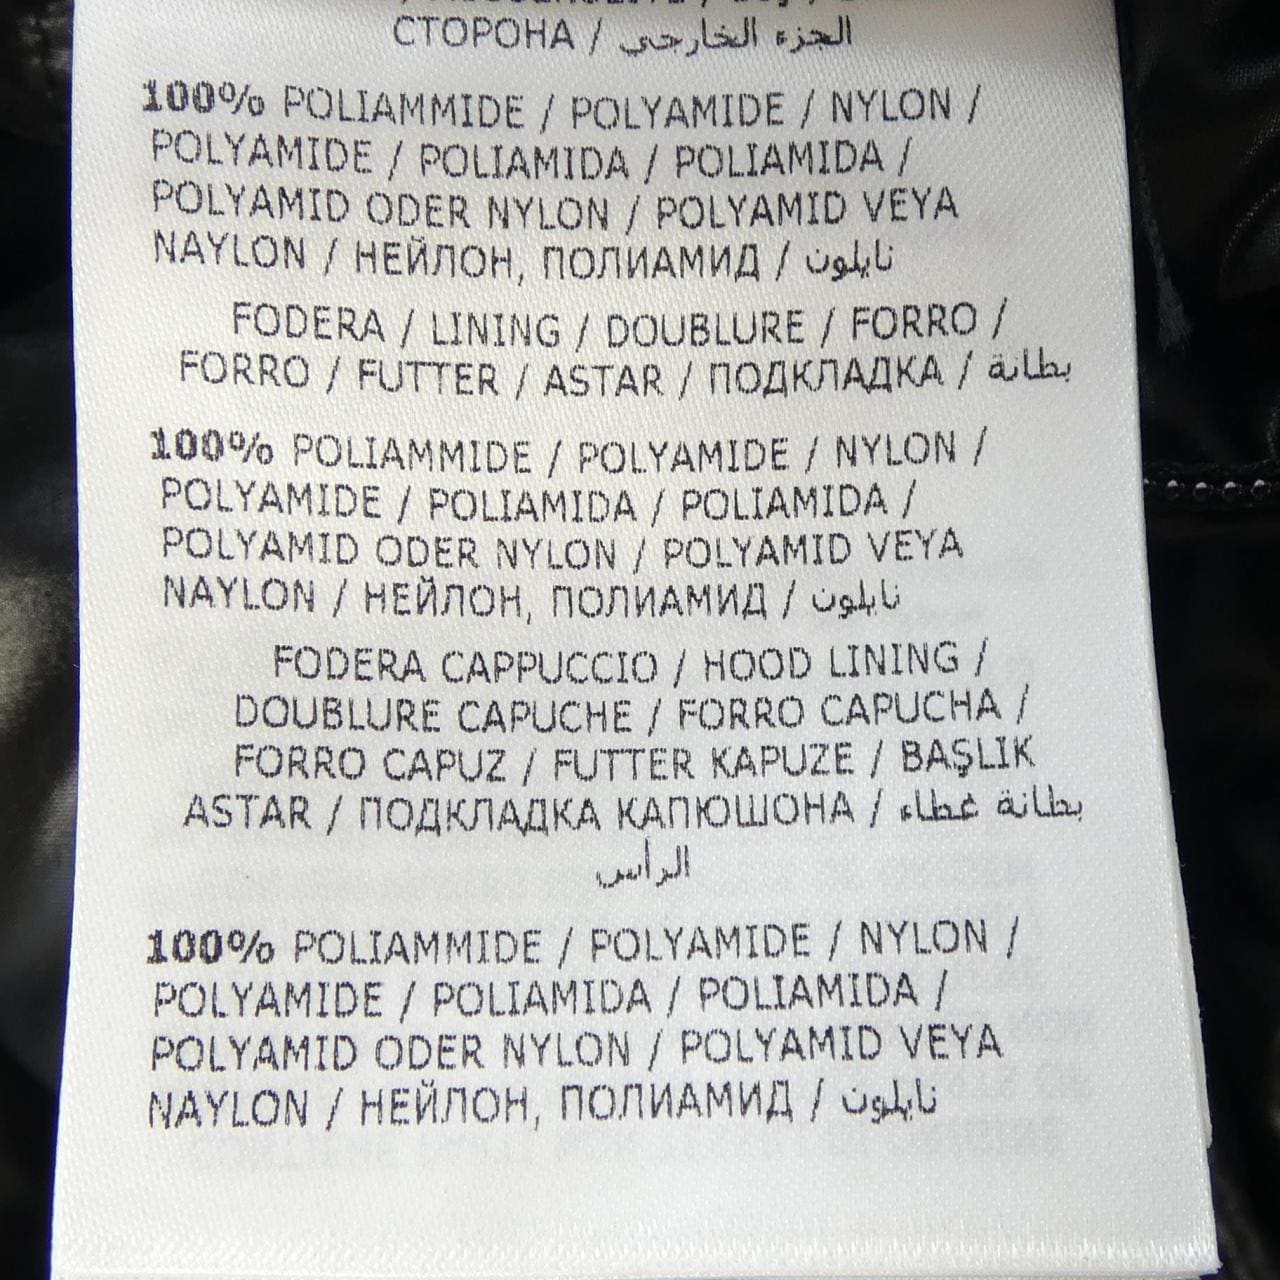 СТОРОНА / الجزء الخارجي
100% POLIAMMIDE / POLYAMIDE / NYLON /
POLYAMIDE / POLIAMIDA / POLIAMIDA /
POLYAMID ODER NYLON / POLYAMID VEYA
NAYLON / НЕЙЛОН, ПОЛИАМИД / نايلون
FODERA / LINING / DOUBLURE / FORRO /
FORRO / FUTTER / ASTAR / ПОДКЛАДКА / بطانة
100% POLIAMMIDE / POLYAMIDE / NYLON /
POLYAMIDE / POLIAMIDA / POLIAMIDA /
POLYAMID ODER NYLON / POLYAMID VEYA
NAYLON / НЕЙЛОН, ПОЛИАМИД / نايلون
FODERA CAPPUCCIO / HOOD LINING /
DOUBLURE CAPUCHE / FORRO CAPUCHA /
FORRO CAPUZ / FUTTER KAPUZE / BAŞLIK
ASTAR / ПОДКЛАДКА КАПЮШОНА / بطانة غطاء
الرأس
100% POLIAMMIDE / POLYAMIDE / NYLON /
POLYAMIDE / POLIAMIDA / POLIAMIDA /
POLYAMID ODER NYLON / POLYAMID VEYA
NAYLON / НЕЙЛОН, ПОЛИАМИД / نايلون